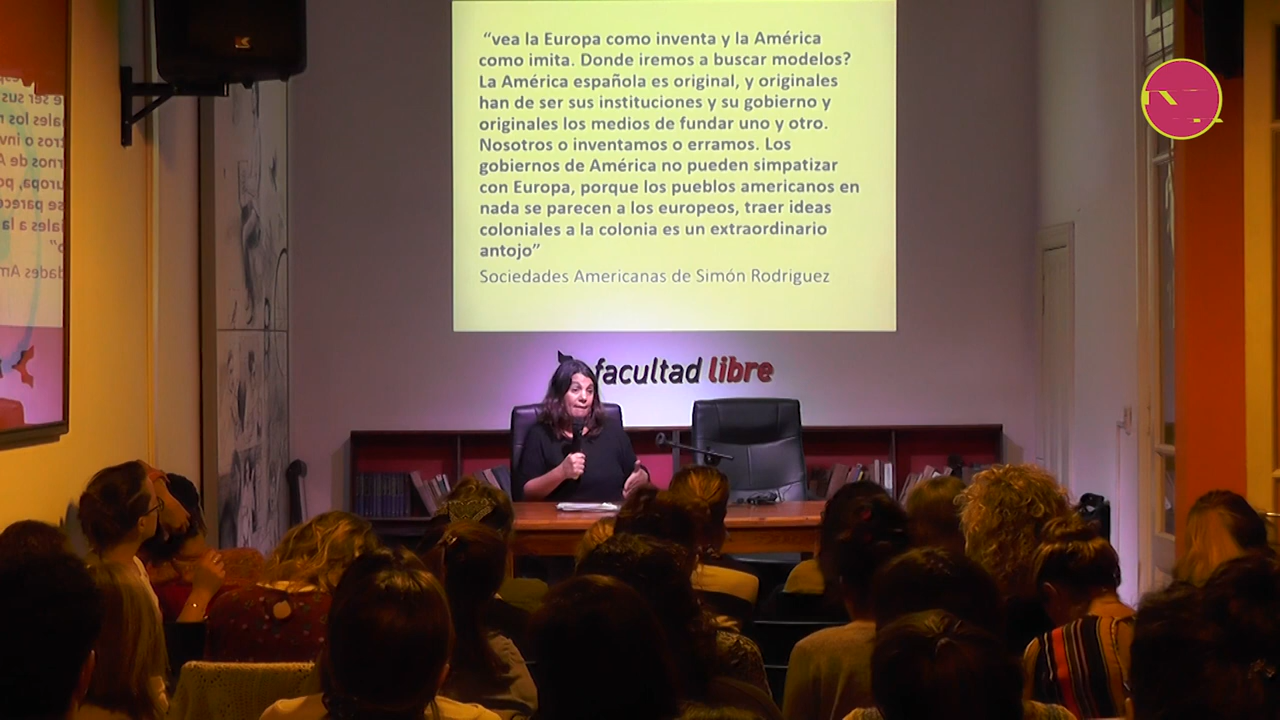 “vea la Europa como inventa y la América
como imita. Donde iremos a buscar modelos?
La América española es original, y originales
han de ser sus instituciones y su gobierno y
originales los medios de fundar uno y otro.
Nosotros o inventamos o erramos. Los
gobiernos de América no pueden simpatizar
con Europa, porque los pueblos americanos en
nada se parecen a los europeos, traer ideas
coloniales a la colonia es un extraordinario
antojo”
Sociedades Americanas de Simón Rodriguez
facultad libre